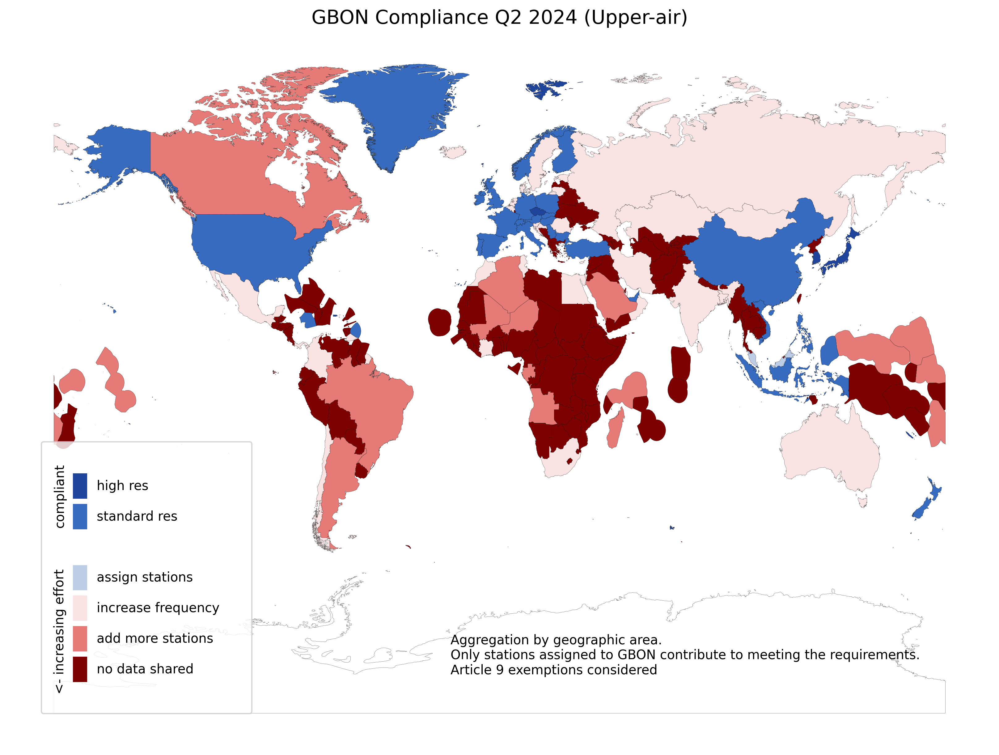 GBON Compliance Q2 2024 (Upper-air)
compliant
high res
standard res
<- increasing effort
assign stations
increase frequency
add more stations
no data shared
Aggregation by geographic area.
Only stations assigned to GBON contribute to meeting the requirements.
Article 9 exemptions considered